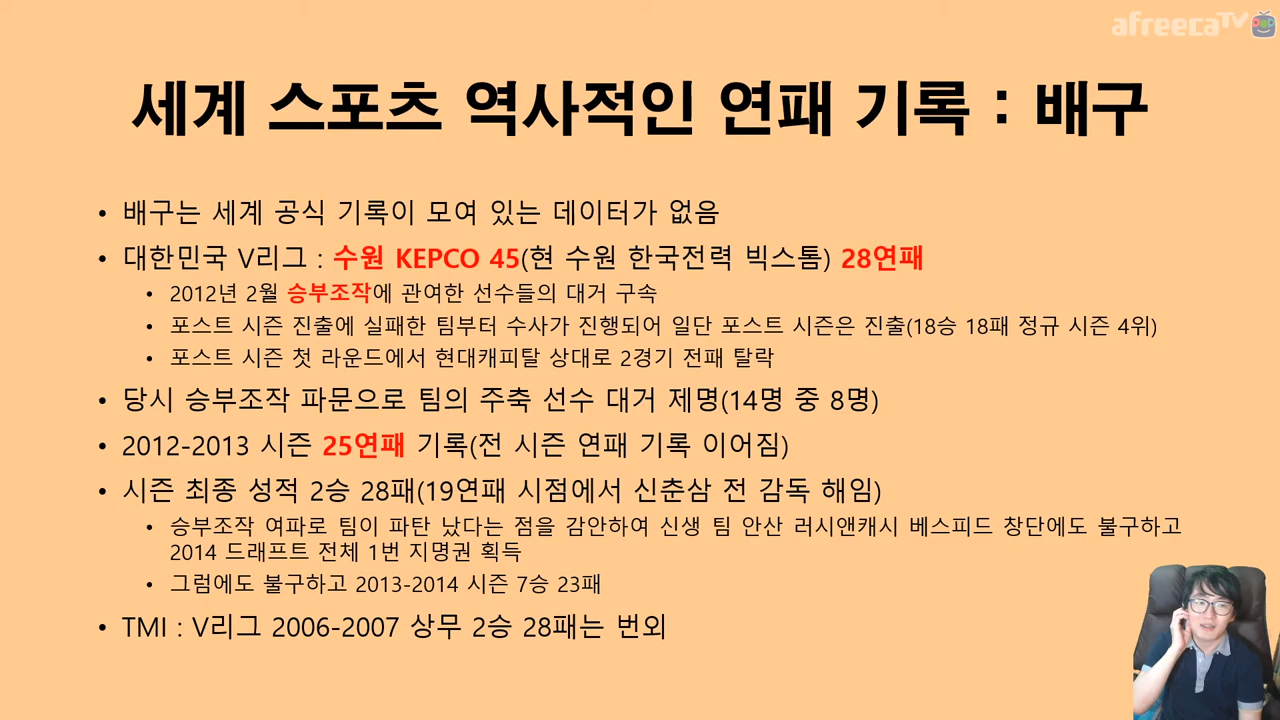 afreecaTV
세계 스포츠 역사적인 연패 기록 : 배구
• 배구는 세계 공식 기록이 모여 있는 데이터가 없음
• 대한민국 V리그 : 수원 KEPCO 45(현 수원 한국전력 빅스톰) 28연패
• 2012년 2월 승부조작에 관여한 선수들의 대거 구속
• 포스트 시즌 진출에 실패한 팀부터 수사가 진행되어 일단 포스트 시즌은 진출(18승 18패 정규 시즌 4위)
• 포스트 시즌 첫 라운드에서 현대캐피탈 상대로 2경기 전패 탈락
• 당시 승부조작 파문으로 팀의 주축 선수 대거 제명(14명 중 8명)
• 2012-2013 시즌 25연패 기록(전 시즌 연패 기록 이어짐)
• 시즌 최종 성적 2승 28패(19연패 시점에서 신춘삼 전 감독 해임)
• 승부조작 여파로 팀이 파탄 났다는 점을 감안하여 신생 팀 안산 러시앤캐시 베스피드 창단에도 불구하고
2014 드래프트 전체 1번 지명권 획득
• 그럼에도 불구하고 2013-2014 시즌 7승 23패
• TMI : V리그 2006-2007 상무 2승 28패는 번외